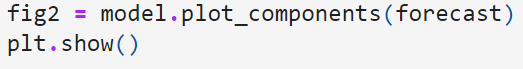 fig2 = model.plot_components(forecast)
plt.show()